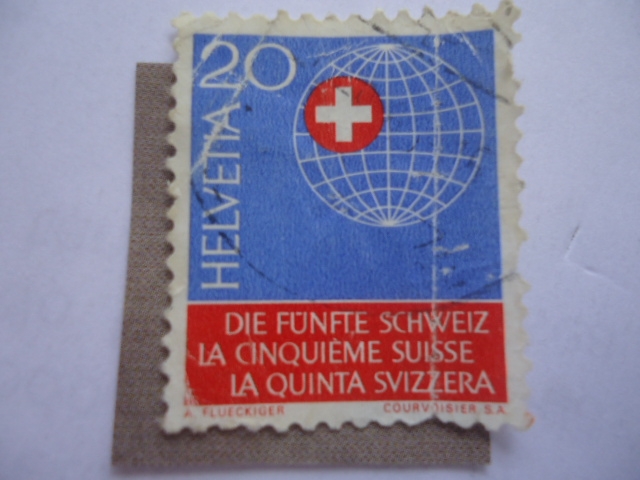 20
HELVETIA
DIE FÜNFTE SCHWEIZ
LA CINQUIÈME SUISSE
LA QUINTA SVIZZERA
A. FLUECKIGER COURVOISIER S.A.